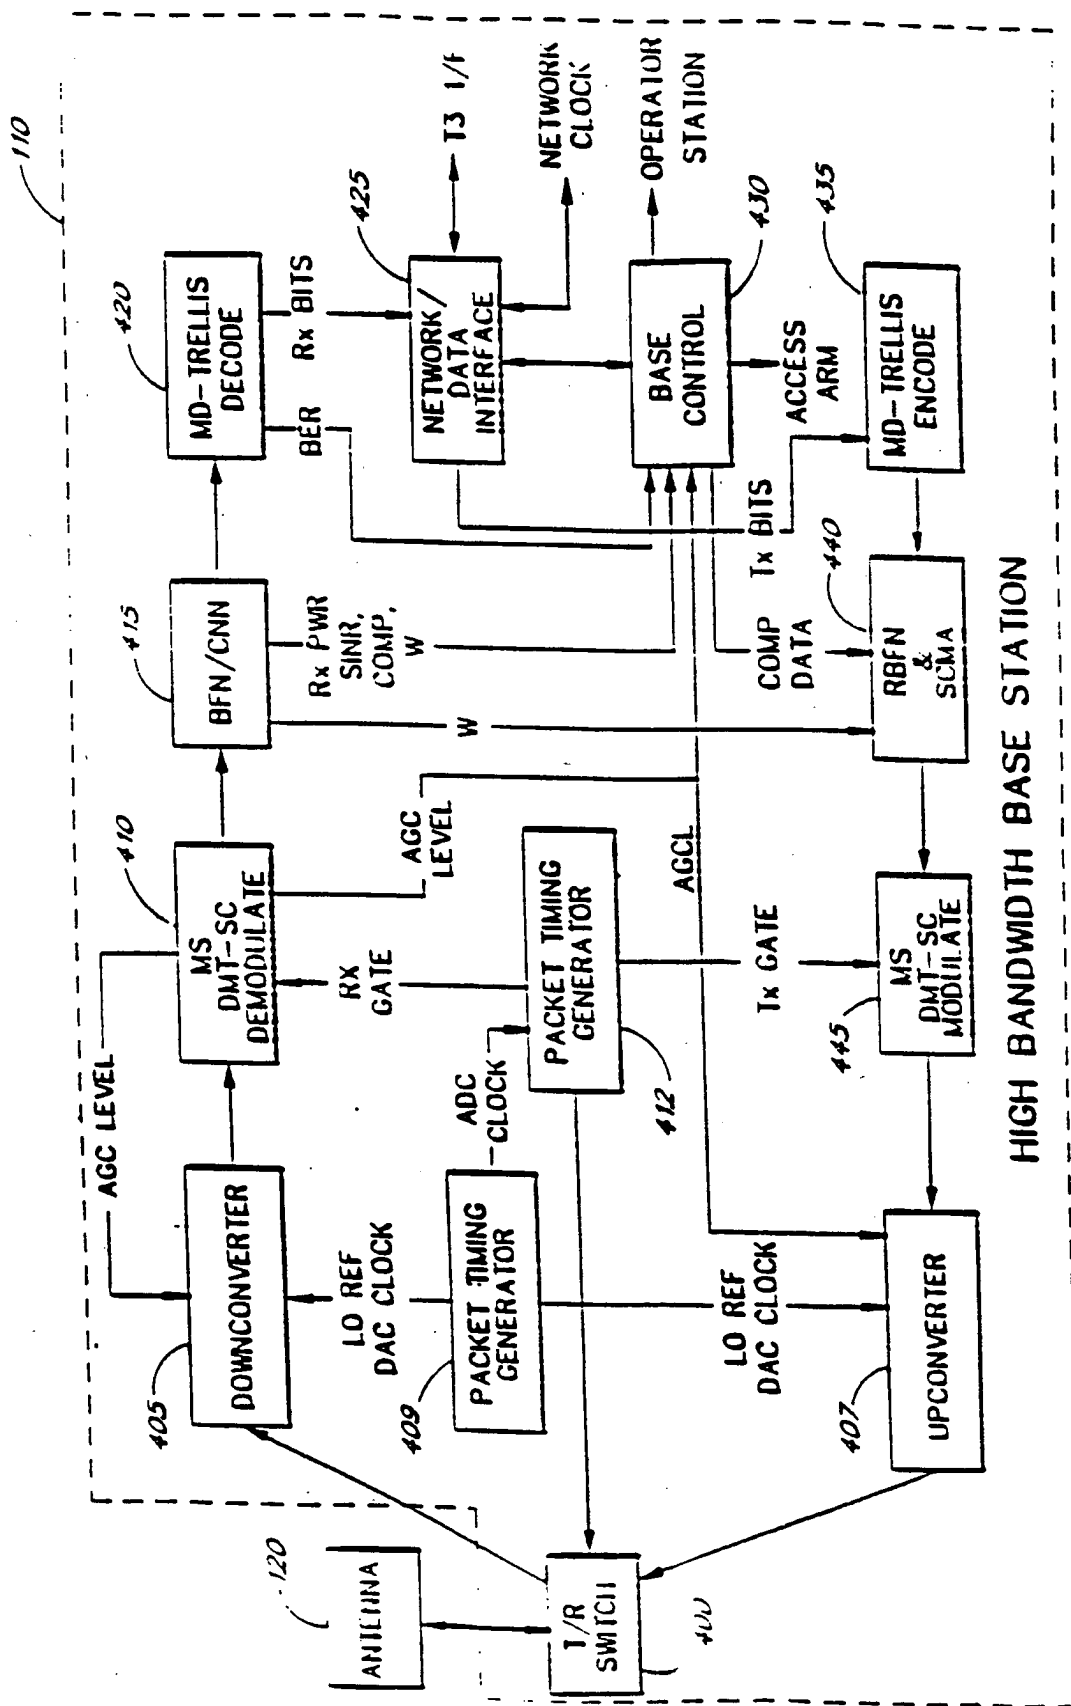 110
420
MD-TRELLIS
DECODE
BER
Rx BITS
425
NETWORK/
DATA
INTERFACE
T3 I/F
NETWORK
CLOCK
430
BASE
CONTROL
OPERATOR
STATION
ACCESS
ARM
435
MD-TRELLIS
ENCODE
Tx BITS
415
BFN/CNN
Rx PWR
SINR,
COMP,
W
W
COMP
DATA
440
RBFN
&
SCMA
410
MS
DMT-SC
DEMODULATE
AGC
LEVEL
AGC LEVEL
RX
GATE
PACKET TIMING
GENERATOR
412
ADC
CLOCK
AGCL
Tx GATE
MS
DMT-SC
MODULATE
445
405
DOWNCONVERTER
LO REF
DAC CLOCK
409
PACKET TIMING
GENERATOR
LO REF
DAC CLOCK
407
UPCONVERTER
120
ANTENNA
T/R
SWITCH
400
HIGH BANDWIDTH BASE STATION